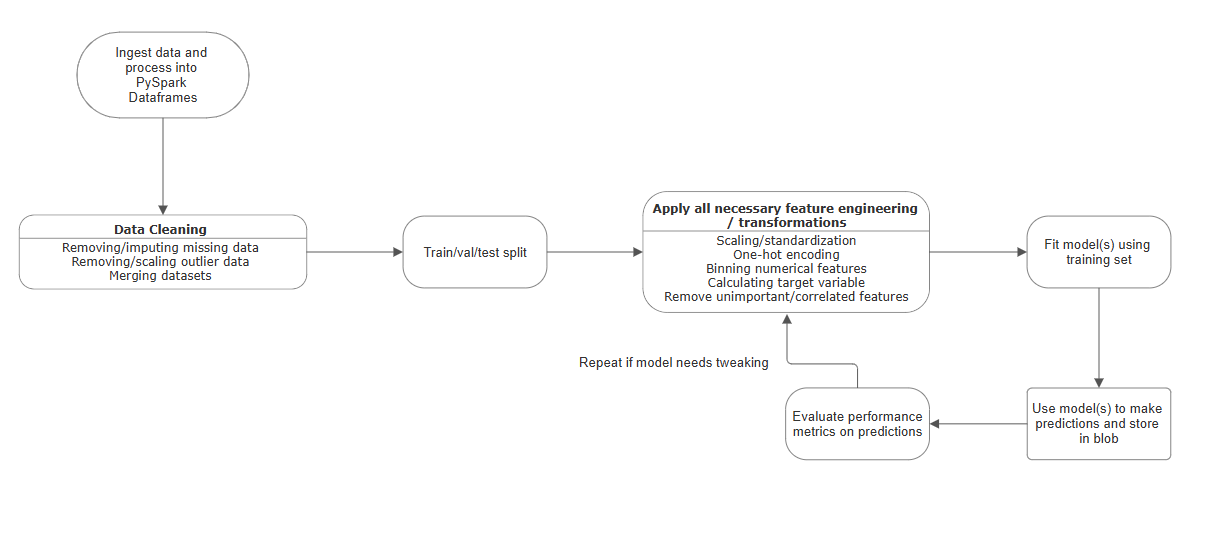 Ingest data and
process into
PySpark
Dataframes
Data Cleaning
Removing/imputing missing data
Removing/scaling outlier data
Merging datasets
Train/val/test split
Apply all necessary feature engineering
/ transformations
Scaling/standardization
One-hot encoding
Binning numerical features
Calculating target variable
Remove unimportant/correlated features
Fit model(s) using
training set
Use model(s) to make
predictions and store
in blob
Evaluate performance
metrics on predictions
Repeat if model needs tweaking